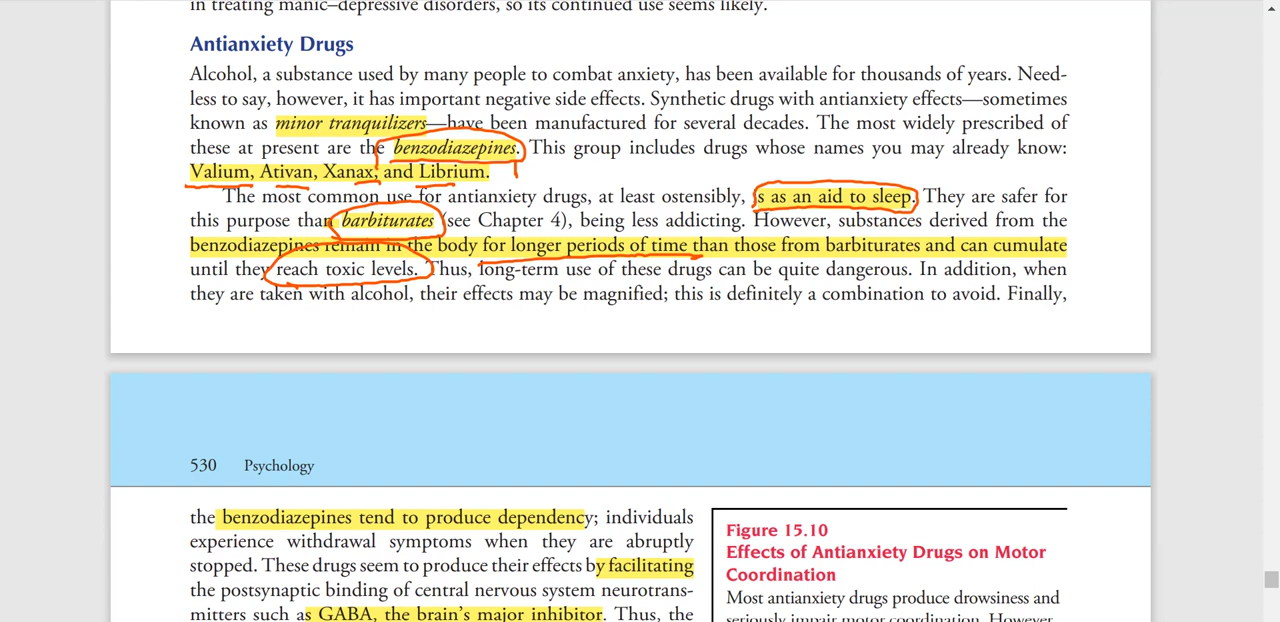 in treating manic–depressive disorders, so its continued use seems likely.
Antianxiety Drugs
Alcohol, a substance used by many people to combat anxiety, has been available for thousands of years. Need-
less to say, however, it has important negative side effects. Synthetic drugs with antianxiety effects—sometimes
known as minor tranquilizers—have been manufactured for several decades. The most widely prescribed of
these at present are the benzodiazepines. This group includes drugs whose names you may already know:
Valium, Ativan, Xanax, and Librium.
The most common use for antianxiety drugs, at least ostensibly, is as an aid to sleep. They are safer for
this purpose than barbiturates (see Chapter 4), being less addicting. However, substances derived from the
benzodiazepines remain in the body for longer periods of time than those from barbiturates and can cumulate
until they reach toxic levels. Thus, long-term use of these drugs can be quite dangerous. In addition, when
they are taken with alcohol, their effects may be magnified; this is definitely a combination to avoid. Finally,
530 Psychology
the benzodiazepines tend to produce dependency; individuals
experience withdrawal symptoms when they are abruptly
stopped. These drugs seem to produce their effects by facilitating
the postsynaptic binding of central nervous system neurotrans-
mitters such as GABA, the brain's major inhibitor. Thus, the
Figure 15.10
Effects of Antianxiety Drugs on Motor
Coordination
Most antianxiety drugs produce drowsiness and
seriously impair motor coordination. However